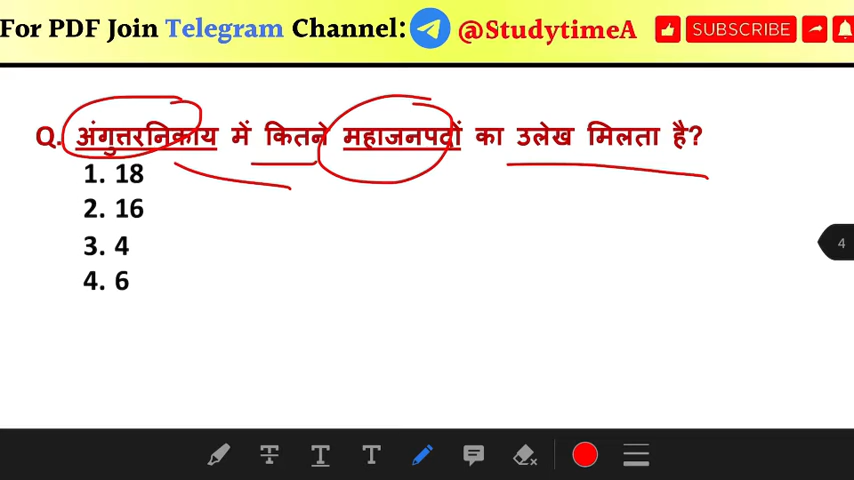 For PDF Join Telegram Channel: @StudytimeA SUBSCRIBE
Q. अंगुत्तरनिकाय में कितने महाजनपदों का उलेख मिलता है?
1. 18
2. 16
3. 4
4. 6
4
T T T